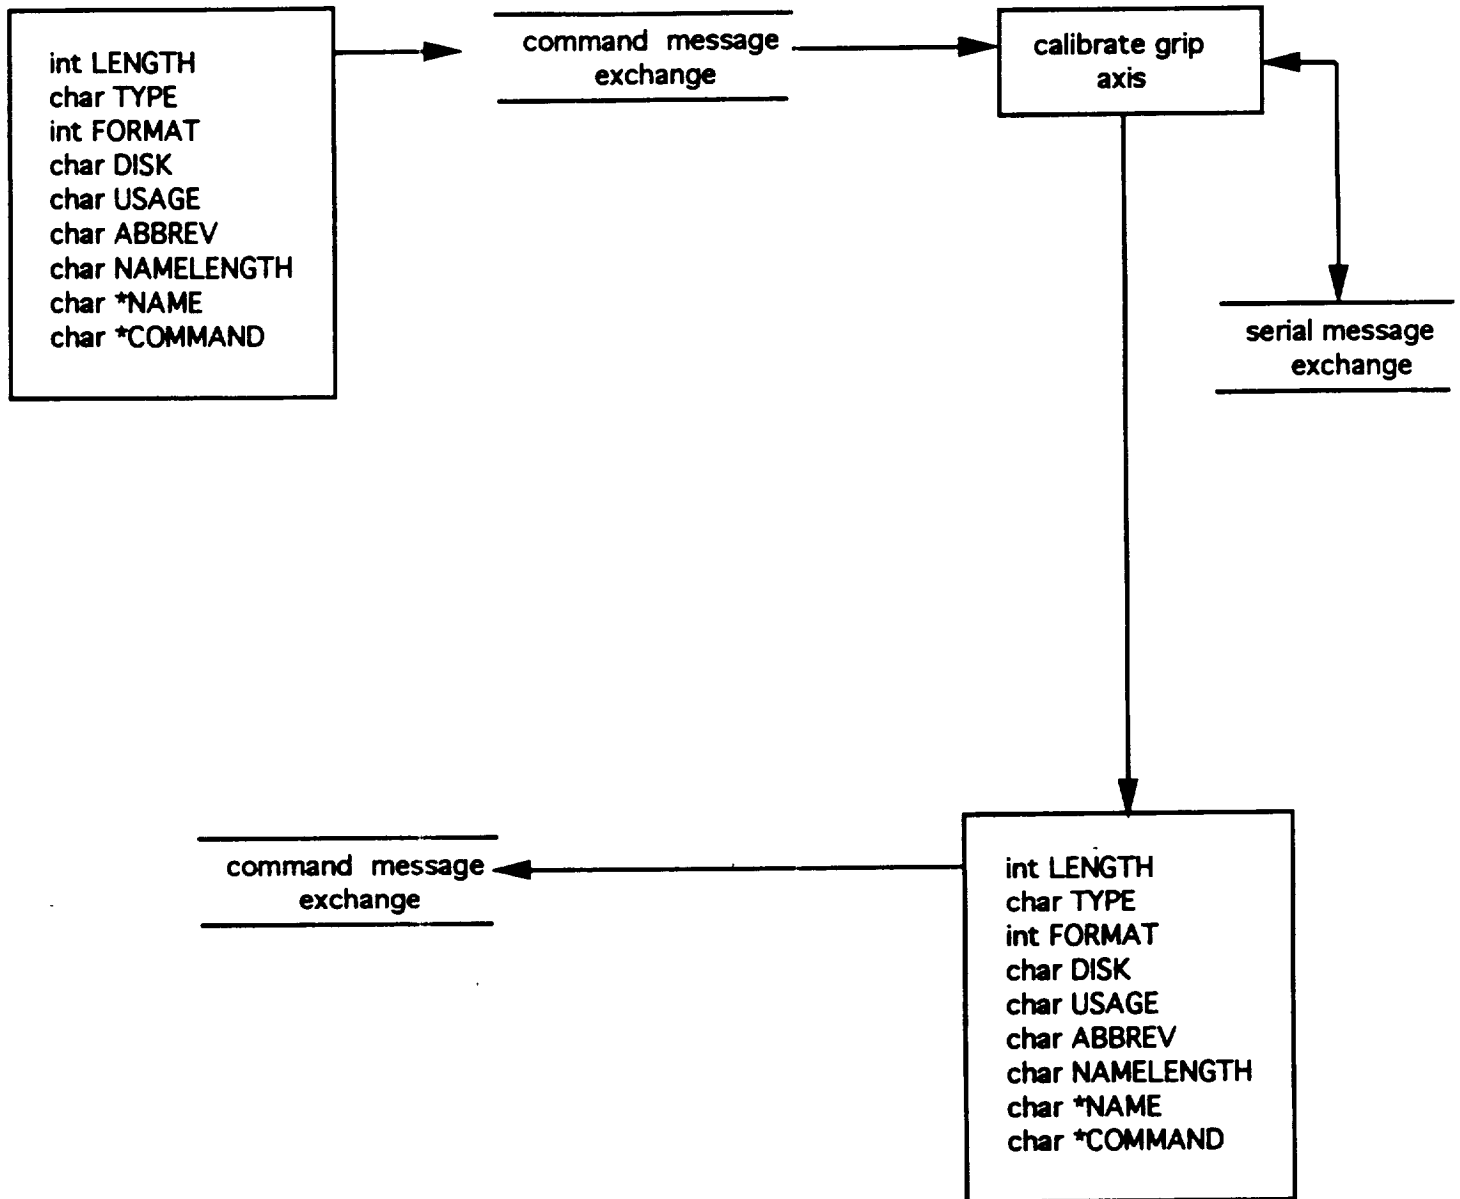 int LENGTH
char TYPE
int FORMAT
char DISK
char USAGE
char ABBREV
char NAMELENGTH
char *NAME
char *COMMAND
command message
exchange
calibrate grip
axis
serial message
exchange
command message
exchange
int LENGTH
char TYPE
int FORMAT
char DISK
char USAGE
char ABBREV
char NAMELENGTH
char *NAME
char *COMMAND